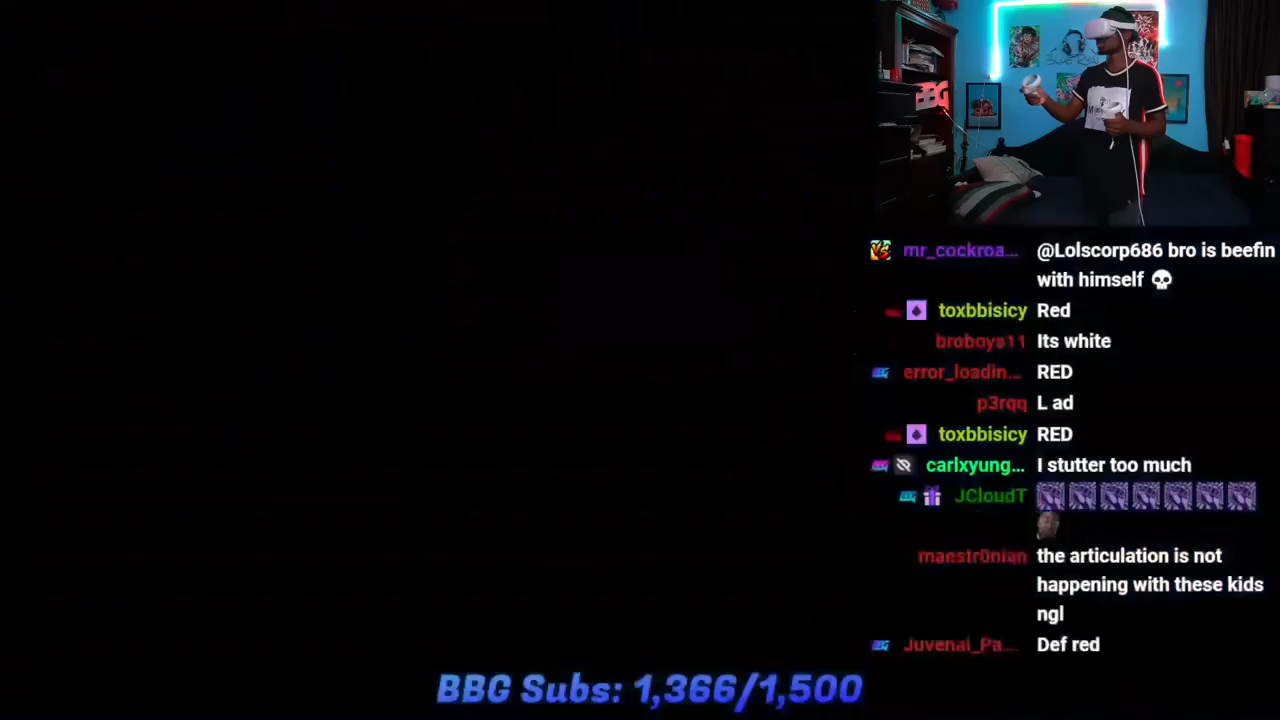 BBG
mr_cockroa... @Lolscorp686 bro is beefin
with himself 💀
toxbbisicy Red
broboys11 Its white
error_loadin... RED
p3rqq L ad
toxbbisicy RED
carlxyung... I stutter too much
JCloudT
maestr0nian the articulation is not
happening with these kids
ngl
Juvenai_Pa... Def red
BBG Subs: 1,366/1,500